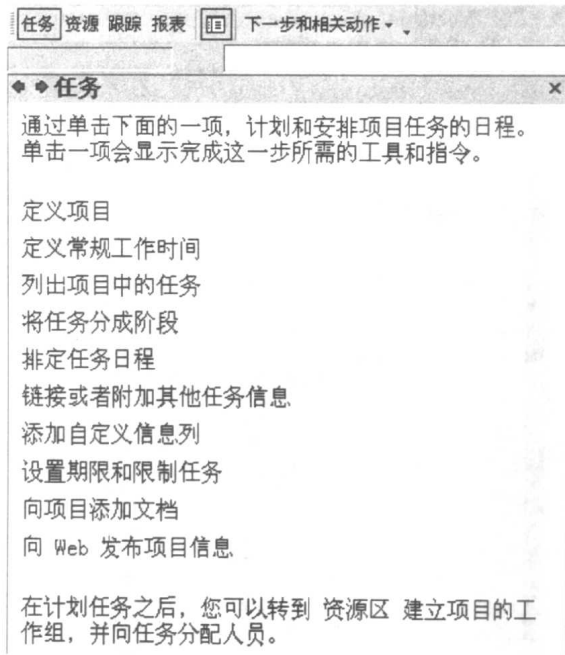 任务 资源 跟踪 报表 下一步和相关动作
任务
通过单击下面的一项，计划和安排项目任务的日程。
单击一项会显示完成这一步所需的工具和指令。
定义项目
定义常规工作时间
列出项目中的任务
将任务分成阶段
排定任务日程
链接或者附加其他任务信息
添加自定义信息列
设置期限和限制任务
向项目添加文档
向 Web 发布项目信息
在计划任务之后，您可以转到 资源区 建立项目的工
作组，并向任务分配人员。